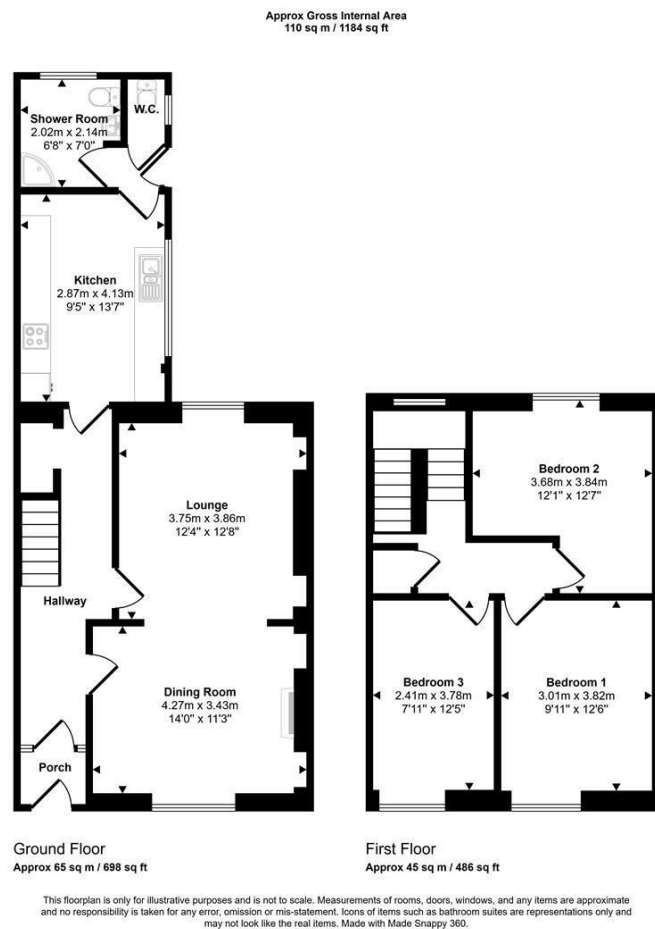 Approx Gross Internal Area
110 sq m / 1184 sq ft
Shower Room
2.02m x 2.14m
6'8" x 7'0"
W.C.
Kitchen
2.87m x 4.13m
9'5" x 13'7"
Lounge
3.75m x 3.86m
12'4" x 12'8"
Hallway
Dining Room
4.27m x 3.43m
14'0" x 11'3"
Porch
Bedroom 2
3.68m x 3.84m
12'1" x 12'7"
Bedroom 3
2.41m x 3.78m
7'11" x 12'5"
Bedroom 1
3.01m x 3.82m
9'11" x 12'6"
Ground Floor
Approx 65 sq m / 698 sq ft
First Floor
Approx 45 sq m / 486 sq ft
This floorplan is only for illustrative purposes and is not to scale. Measurements of rooms, doors, windows, and any items are approximate
and no responsibility is taken for any error, omission or mis-statement. Icons of items such as bathroom suites are representations only and
may not look like the real items. Made with Made Snappy 360.